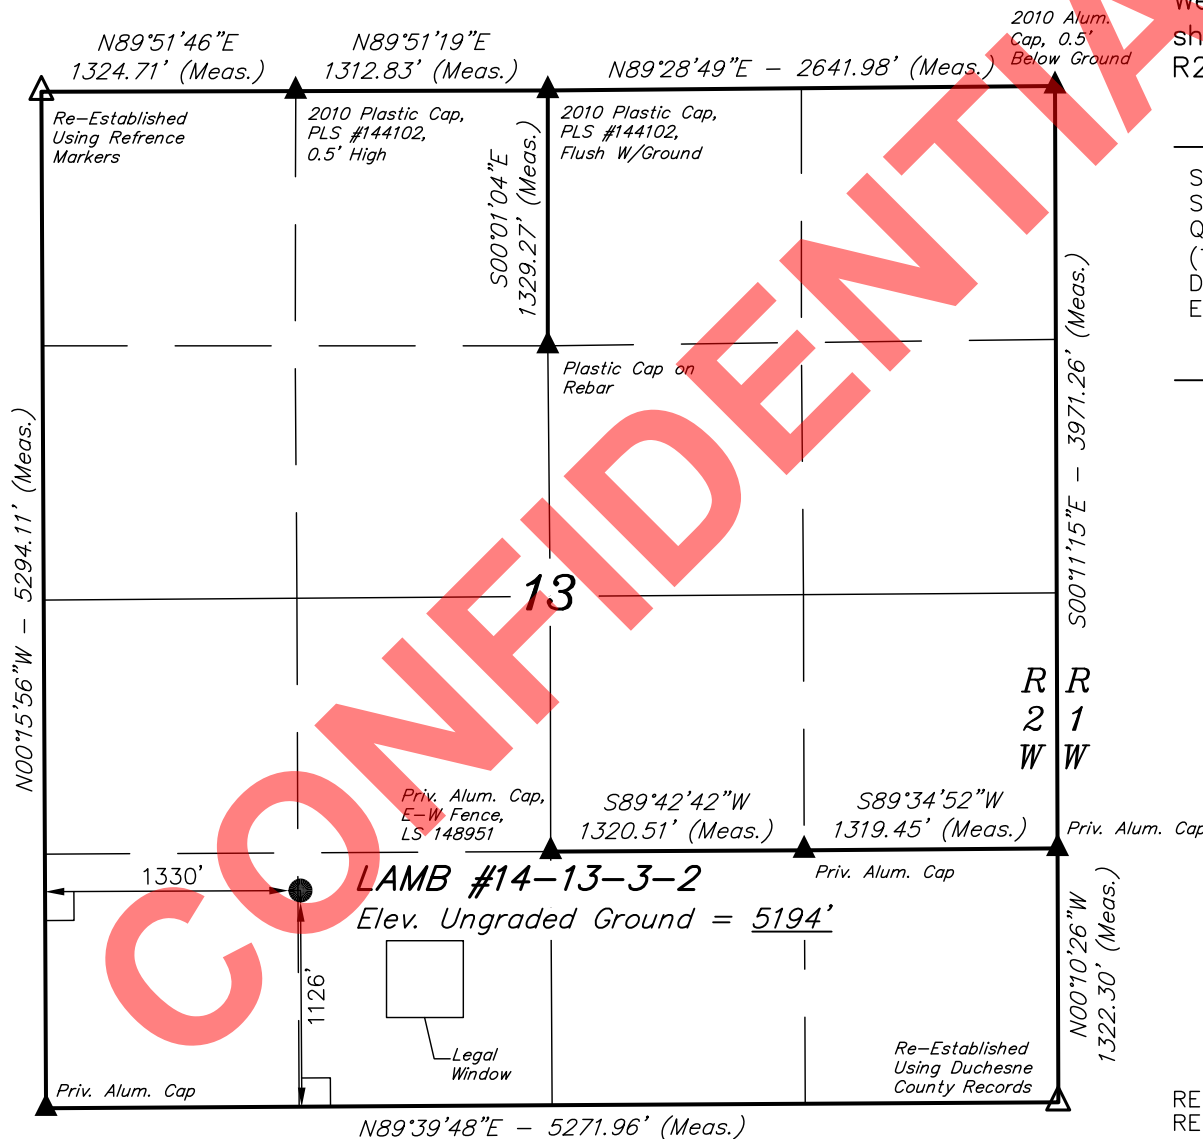 N89°51'46"E
1324.71' (Meas.)
N89°51'19"E
1312.83' (Meas.)
N89°28'49"E - 2641.98' (Meas.)
2010 Alum.
Cap, 0.5'
Below Ground
We
sh
R2
Re-Established
Using Refrence
Markers
2010 Plastic Cap,
PLS #144102,
0.5' High
2010 Plastic Cap,
PLS #144102,
Flush W/Ground
S00°01'04"E
1329.27' (Meas.)
S
S
Q
(
D
E
Plastic Cap on
Rebar
S00°11'15"E - 3971.26' (Meas.)
N00°15'56"W - 5294.11' (Meas.)
13
R R
2 1
W W
CONFIDENTIA
Priv. Alum. Cap,
E-W Fence,
LS 148951
S89°42'42"W
1320.51' (Meas.)
S89°34'52"W
1319.45' (Meas.)
Priv. Alum. Cap
Priv. Alum. Cap
1330'
LAMB #14-13-3-2
Elev. Ungraded Ground = 5194'
1126'
Legal
Window
N00°10'26"W
1322.30' (Meas.)
Re-Established
Using Duchesne
County Records
Priv. Alum. Cap
N89°39'48"E - 5271.96' (Meas.)
RE
RE